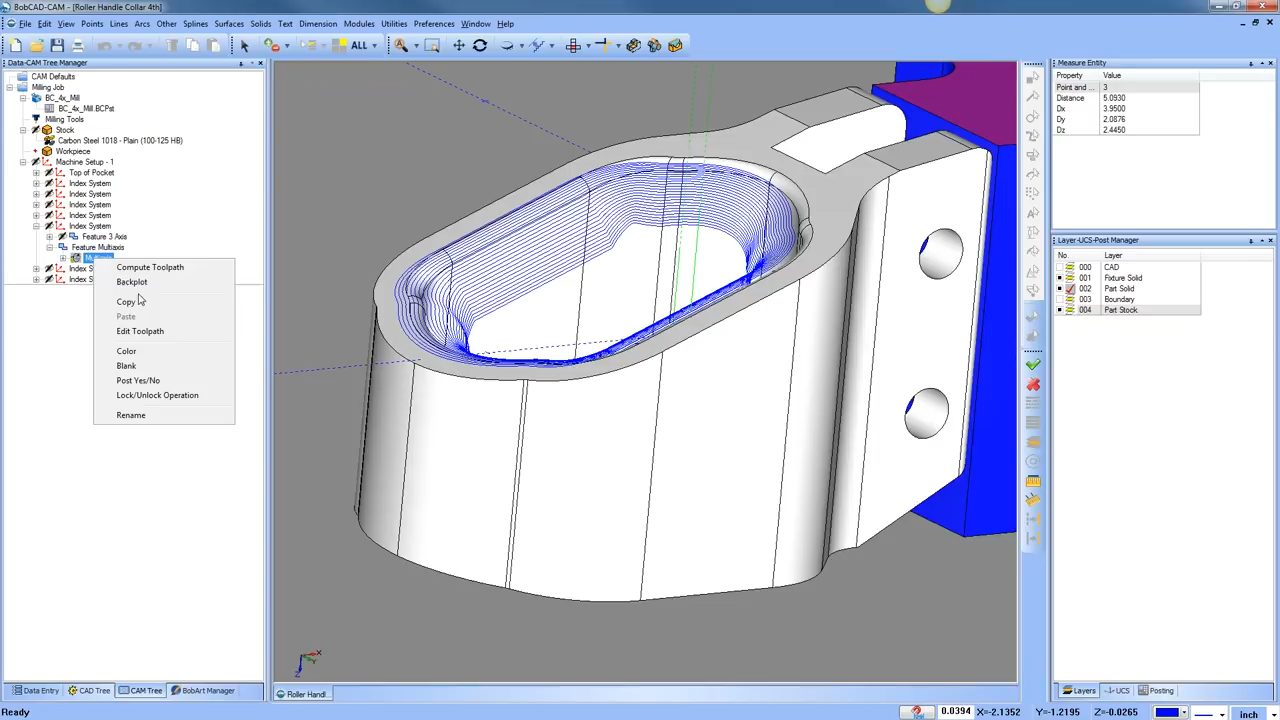 BobCAD-CAM - [Roller Handle Collar 4th]
File Edit View Points Lines Arcs Other Splines Surfaces Solids Text Dimension Modules Utilities Preferences Window Help
ALL
Data-CAM Tree Manager
CAM Defaults
Milling Job
BC_4x_Mill
BC_4x_Mill.BCPst
Milling Tools
Stock
Carbon Steel 1018 - Plain (100-125 HB)
Workpiece
Machine Setup - 1
Top of Pocket
Index System
Index System
Index System
Index System
Index System
Feature 3 Axis
Feature Multiaxis
Index S
Index S
Compute Toolpath
Backplot
Copy
Paste
Edit Toolpath
Color
Blank
Post Yes/No
Lock/Unlock Operation
Rename
X
Y
Z
Measure Entity
Property Value
Point and ... 3
Distance 5.0930
Dx 3.9500
Dy 2.0876
Dz 2.4450
Layer-UCS-Post Manager
No. Layer
000 CAD
001 Fixture Solid
002 Part Solid
003 Boundary
004 Part Stock
Data Entry CAD Tree CAM Tree BobArt Manager
Roller Handl...
Layers UCS Posting
Ready
0.0394 X=-2.1352 Y=-1.2195 Z=-0.0265 inch